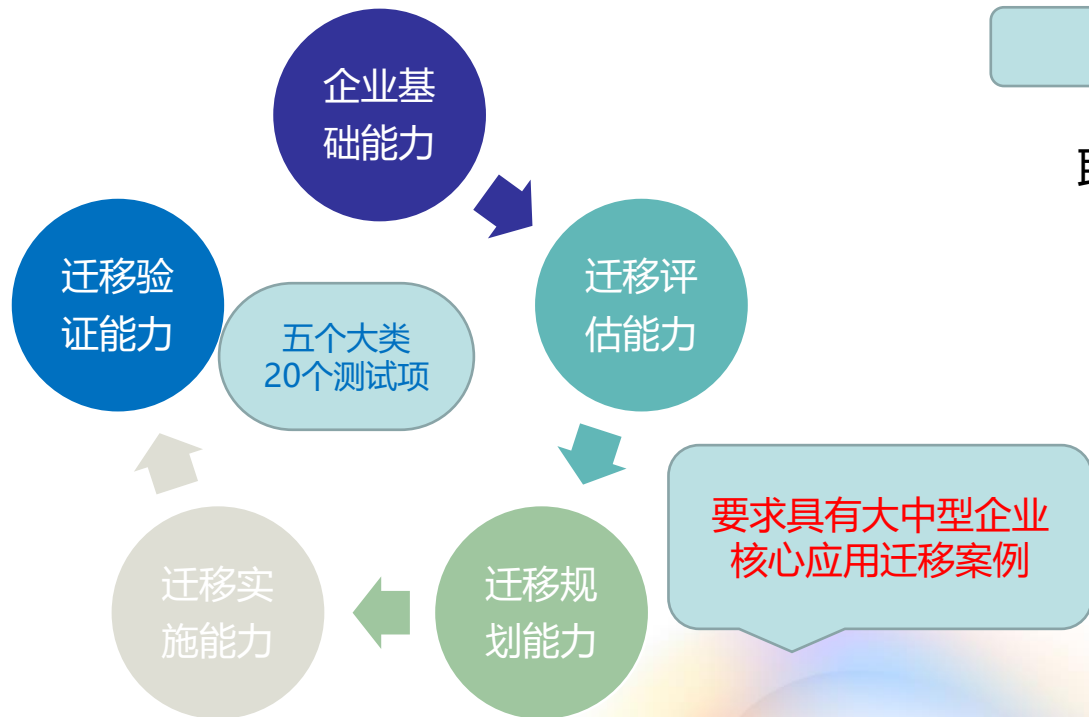 企业基
础能力
迁移验
证能力
五个大类
20个测试项
迁移评
估能力
要求具有大中型企业
核心应用迁移案例
迁移实
施能力
迁移规
划能力